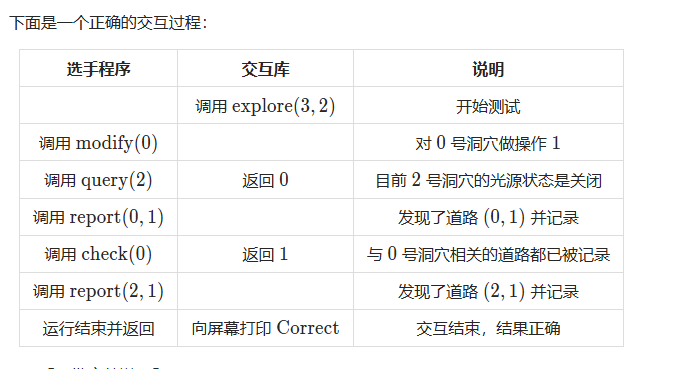 下面是一个正确的交互过程：
选手程序 交互库 说明
调用 explore(3, 2) 开始测试
调用 modify(0) 对 0 号洞穴做操作 1
调用 query(2) 返回 0 目前 2 号洞穴的光源状态是关闭
调用 report(0, 1) 发现了道路 (0, 1) 并记录
调用 check(0) 返回 1 与 0 号洞穴相关的道路都已被记录
调用 report(2, 1) 发现了道路 (2, 1) 并记录
运行结束并返回 向屏幕打印 Correct 交互结束，结果正确